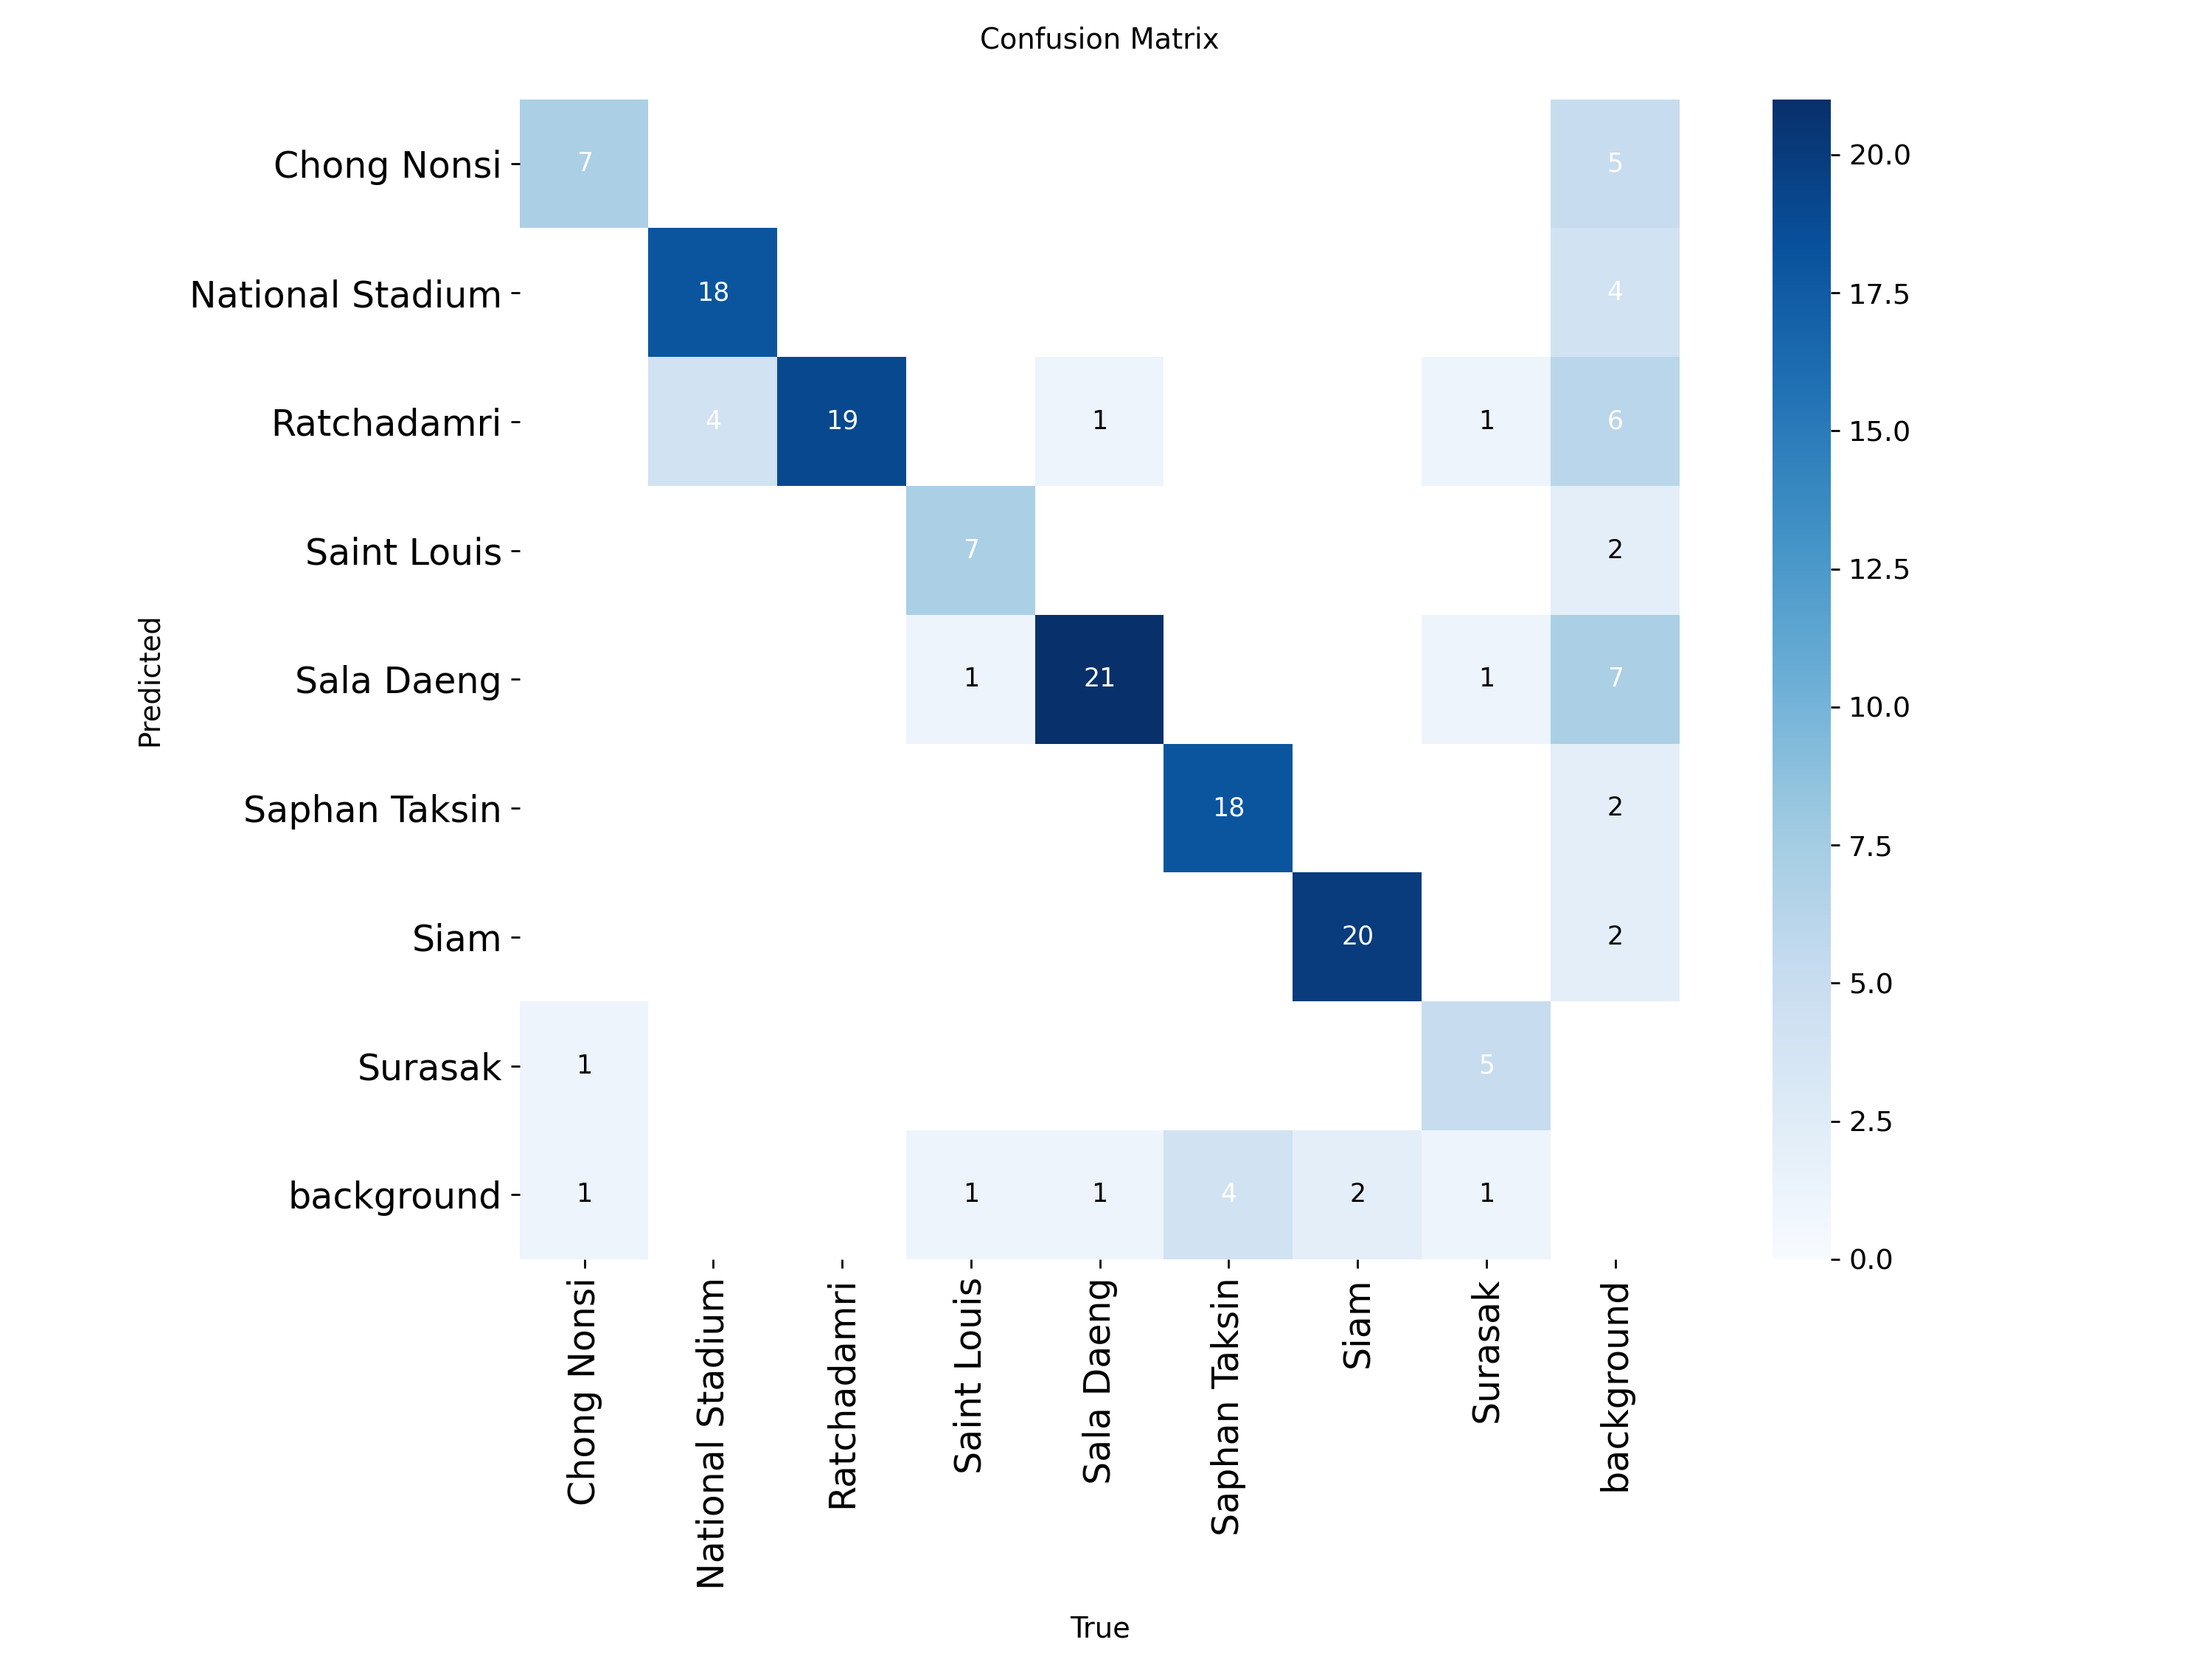 Confusion Matrix
Chong Nonsi 7 5
National Stadium 18 4
Ratchadamri 4 19 1 1 6
Saint Louis 7 2
Sala Daeng 1 21 1 7
Saphan Taksin 18 2
Siam 20 2
Surasak 1 5
background 1 1 1 4 2 1
Predicted
Chong Nonsi
National Stadium
Ratchadamri
Saint Louis
Sala Daeng
Saphan Taksin
Siam
Surasak
background
True
20.0
17.5
15.0
12.5
10.0
7.5
5.0
2.5
0.0